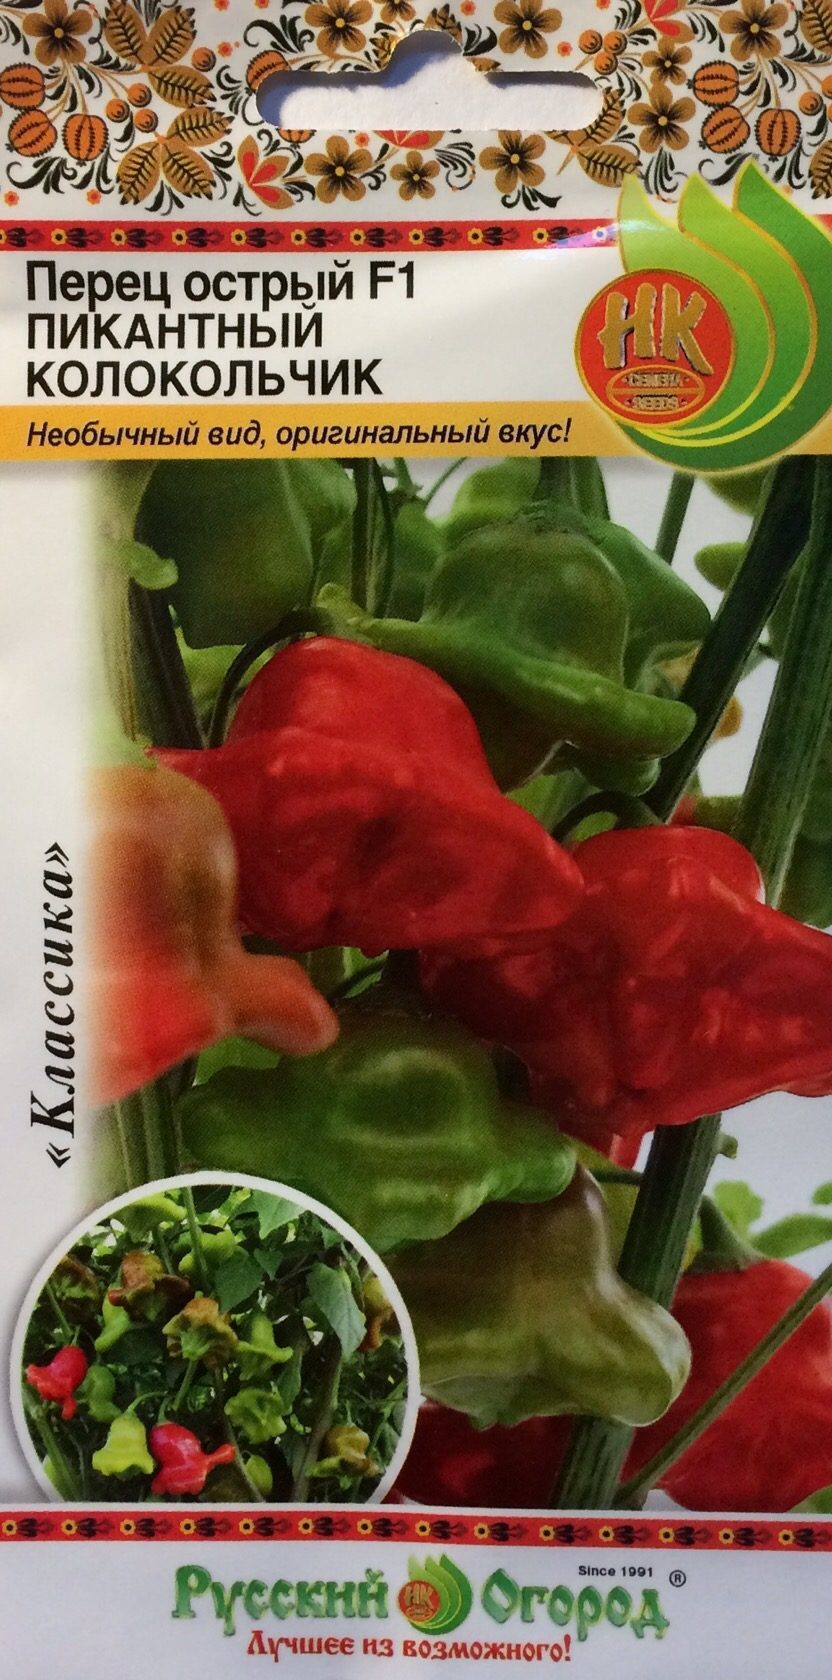 Перец острый F1
ПИКАНТНЫЙ
КОЛОКОЛЬЧИК
Необычный вид, оригинальный вкус!
НК
СЕМЕНА
SEEDS
«Классика»
Since 1991 ®
Русский НК Огород
Лучшее из возможного!